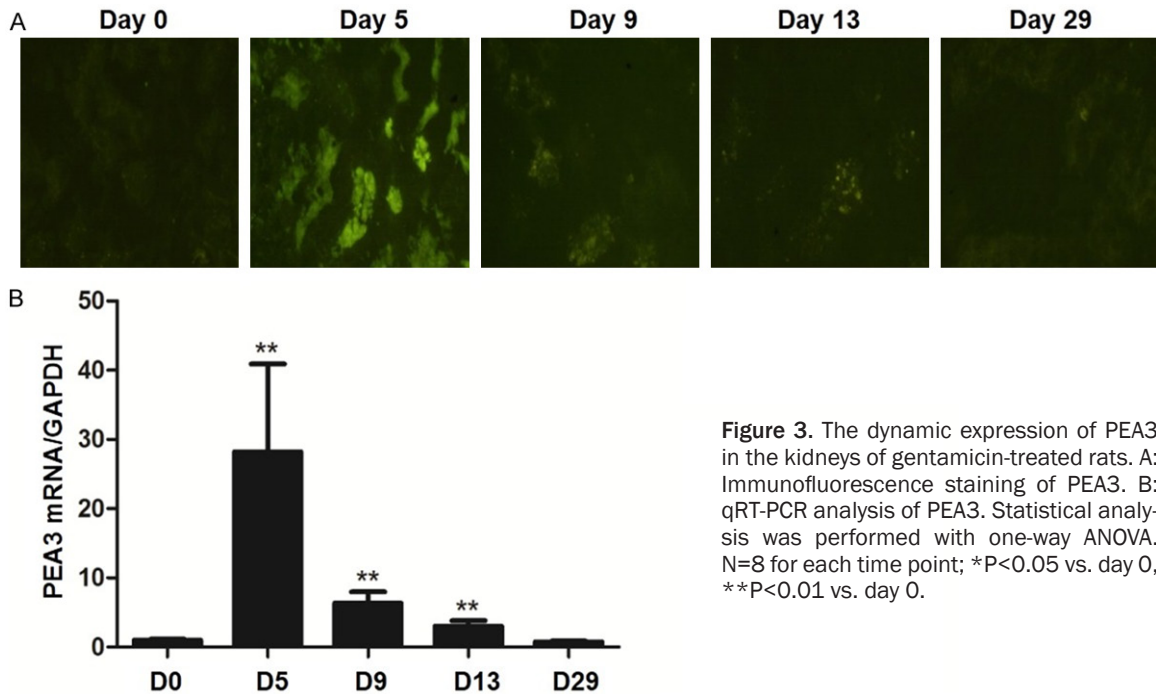 A
Day 0 Day 5 Day 9 Day 13 Day 29
B
PEA3 mRNA/GAPDH
50
40
30
20
10
0
** ** **
D0 D5 D9 D13 D29
Figure 3. The dynamic expression of PEA3
in the kidneys of gentamicin-treated rats. A:
Immunofluorescence staining of PEA3. B:
qRT-PCR analysis of PEA3. Statistical analy-
sis was performed with one-way ANOVA.
N=8 for each time point; *P<0.05 vs. day 0,
**P<0.01 vs. day 0.